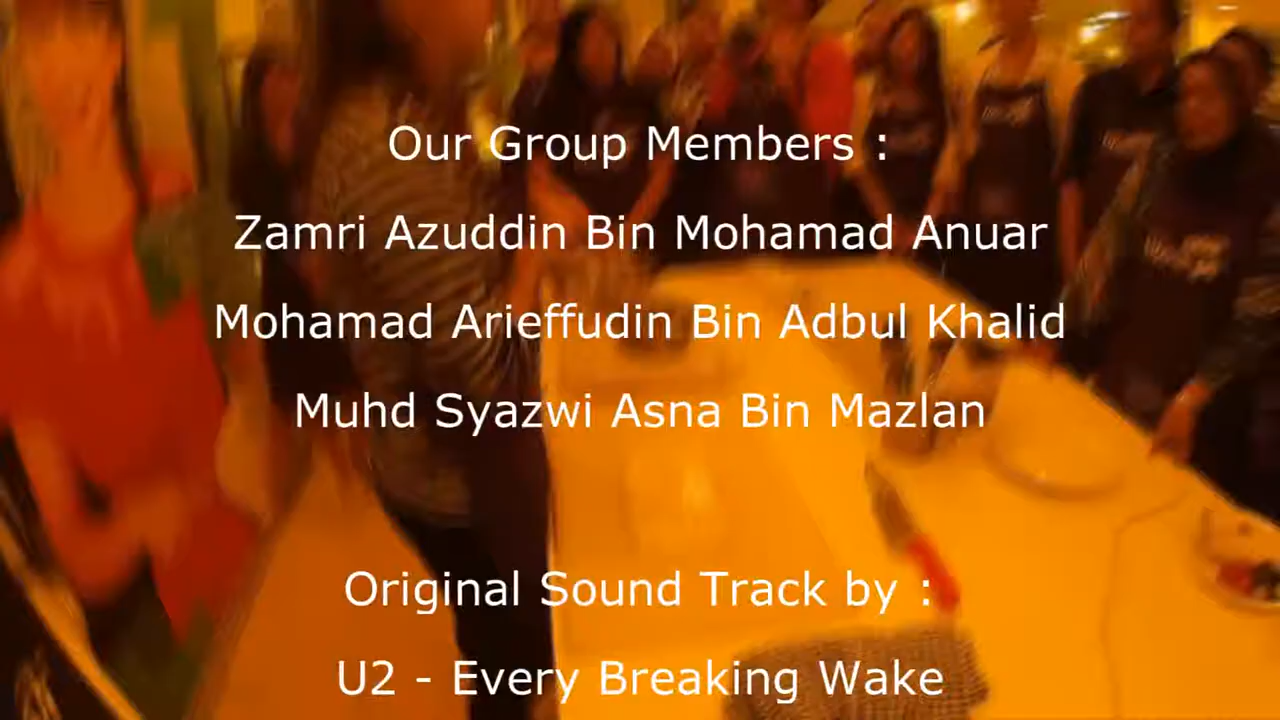 Our Group Members :
Zamri Azuddin Bin Mohamad Anuar
Mohamad Arieffudin Bin Adbul Khalid
Muhd Syazwi Asna Bin Mazlan
Original Sound Track by :
U2 - Every Breaking Wake